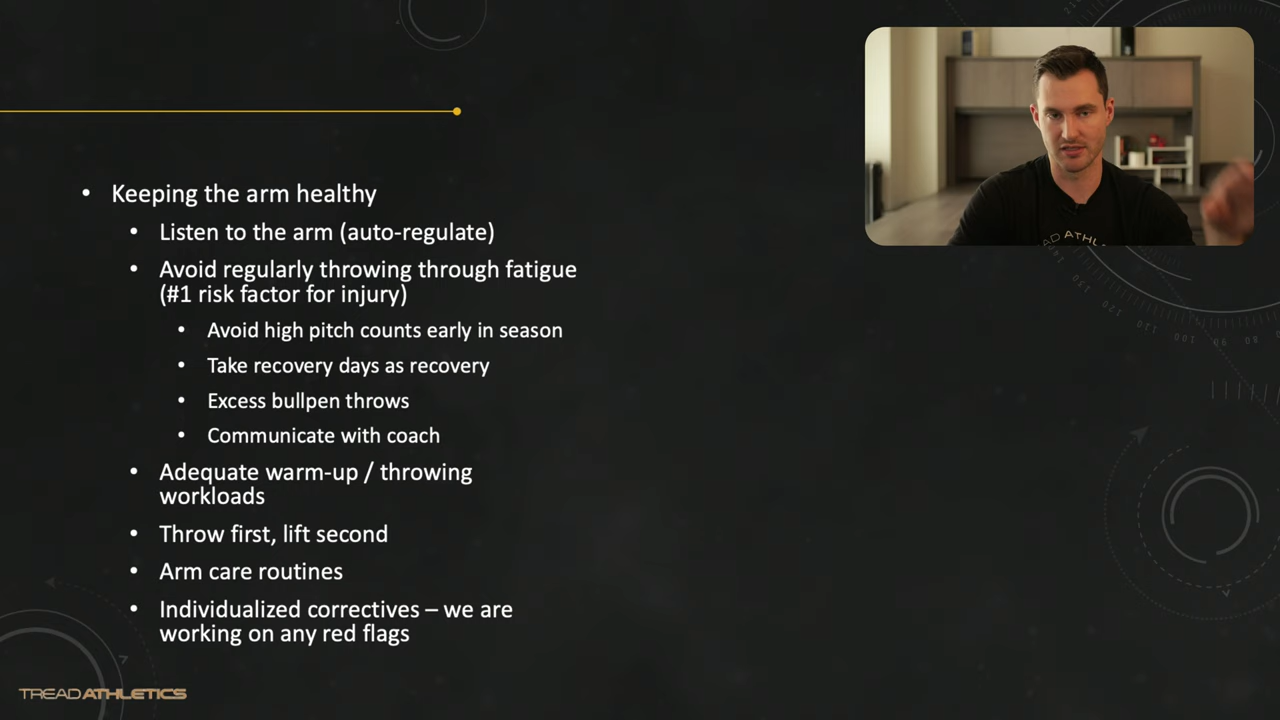 Keeping the arm healthy
Listen to the arm (auto-regulate)
Avoid regularly throwing through fatigue
(#1 risk factor for injury)
Avoid high pitch counts early in season
Take recovery days as recovery
Excess bullpen throws
Communicate with coach
Adequate warm-up / throwing
workloads
Throw first, lift second
Arm care routines
Individualized correctives – we are
working on any red flags
TREADATHLETICS